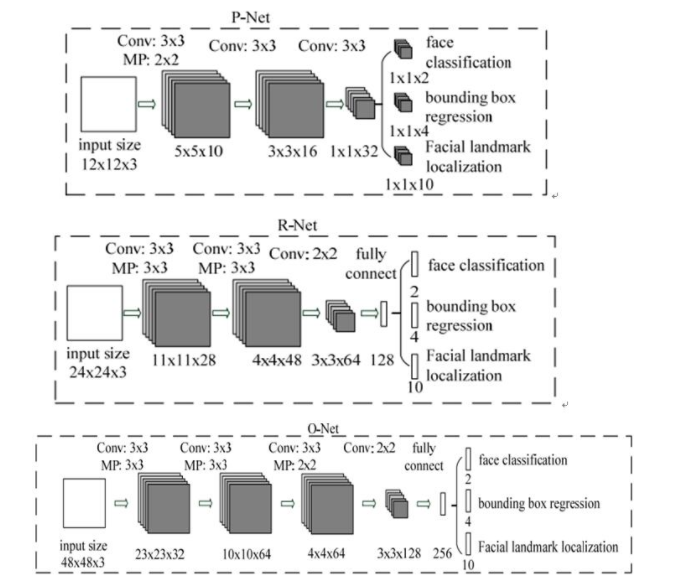 P-Net
Conv: 3x3 Conv: 3x3 Conv: 3x3
MP: 2x2
face
classification
1x1x2
bounding box
regression
1x1x4
Facial landmark
localization
1x1x10
input size
12x12x3
5x5x10 3x3x16 1x1x32
R-Net
Conv: 3x3 Conv: 3x3 Conv: 2x2 fully
MP: 3x3 MP: 3x3 connect
face classification
2
bounding box
regression
4
Facial landmark
localization
10
input size
24x24x3
11x11x28 4x4x48 3x3x64 128
O-Net
Conv: 3x3 Conv: 3x3 Conv: 3x3 Conv: 2x2 fully
MP: 3x3 MP: 3x3 MP: 2x2 connect
face classification
2
bounding box regression
4
Facial landmark localization
10
input size
48x48x3
23x23x32 10x10x64 4x4x64 3x3x128 256